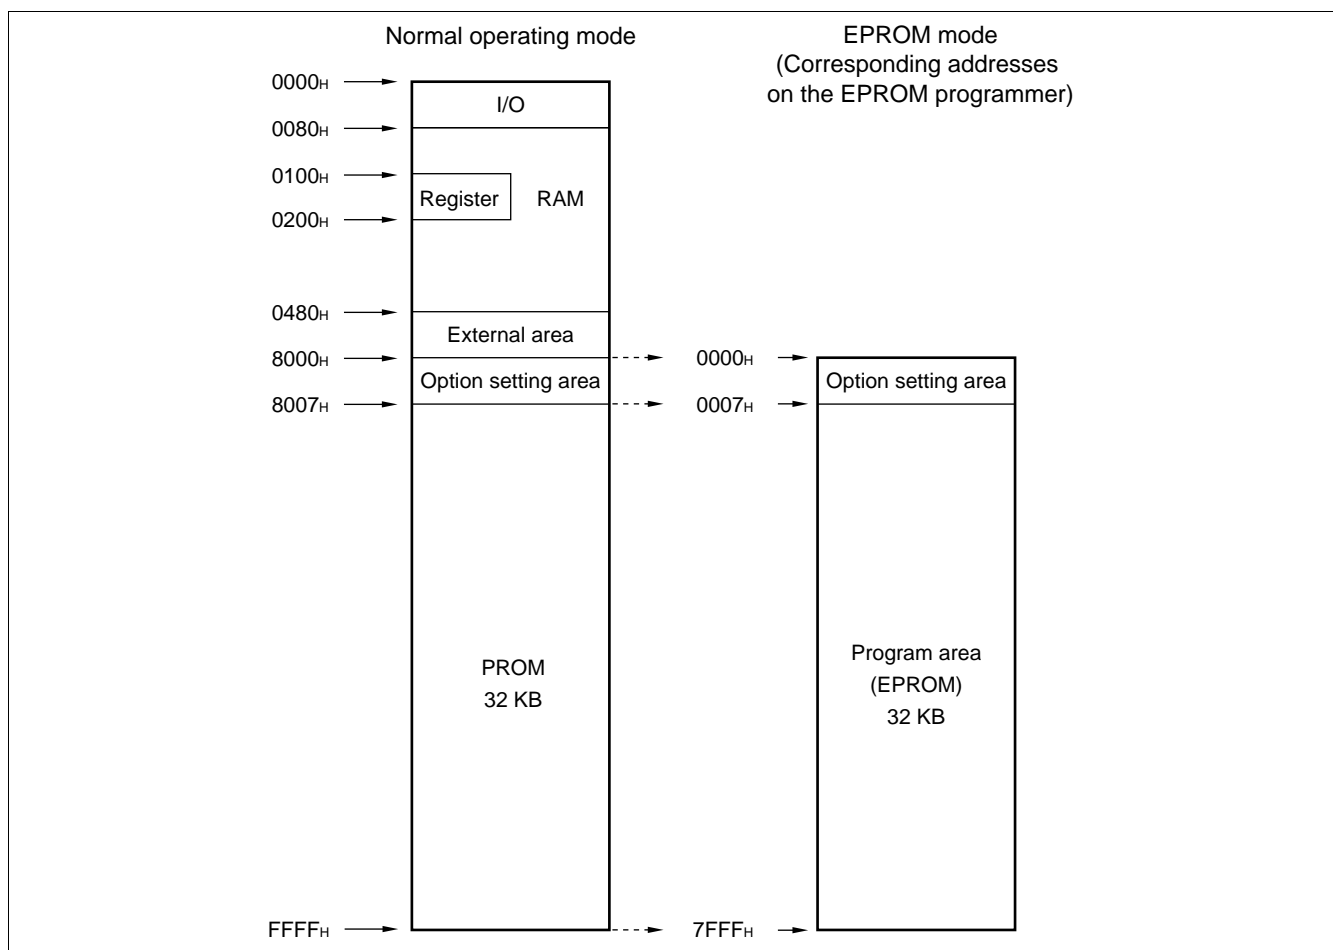 Normal operating mode
EPROM mode
(Corresponding addresses
on the EPROM programmer)
0000H
I/O
0080H
0100H
Register
RAM
0200H
0480H
External area
8000H
0000H
Option setting area
Option setting area
8007H
0007H
PROM
32 KB
Program area
(EPROM)
32 KB
FFFFH
7FFFH